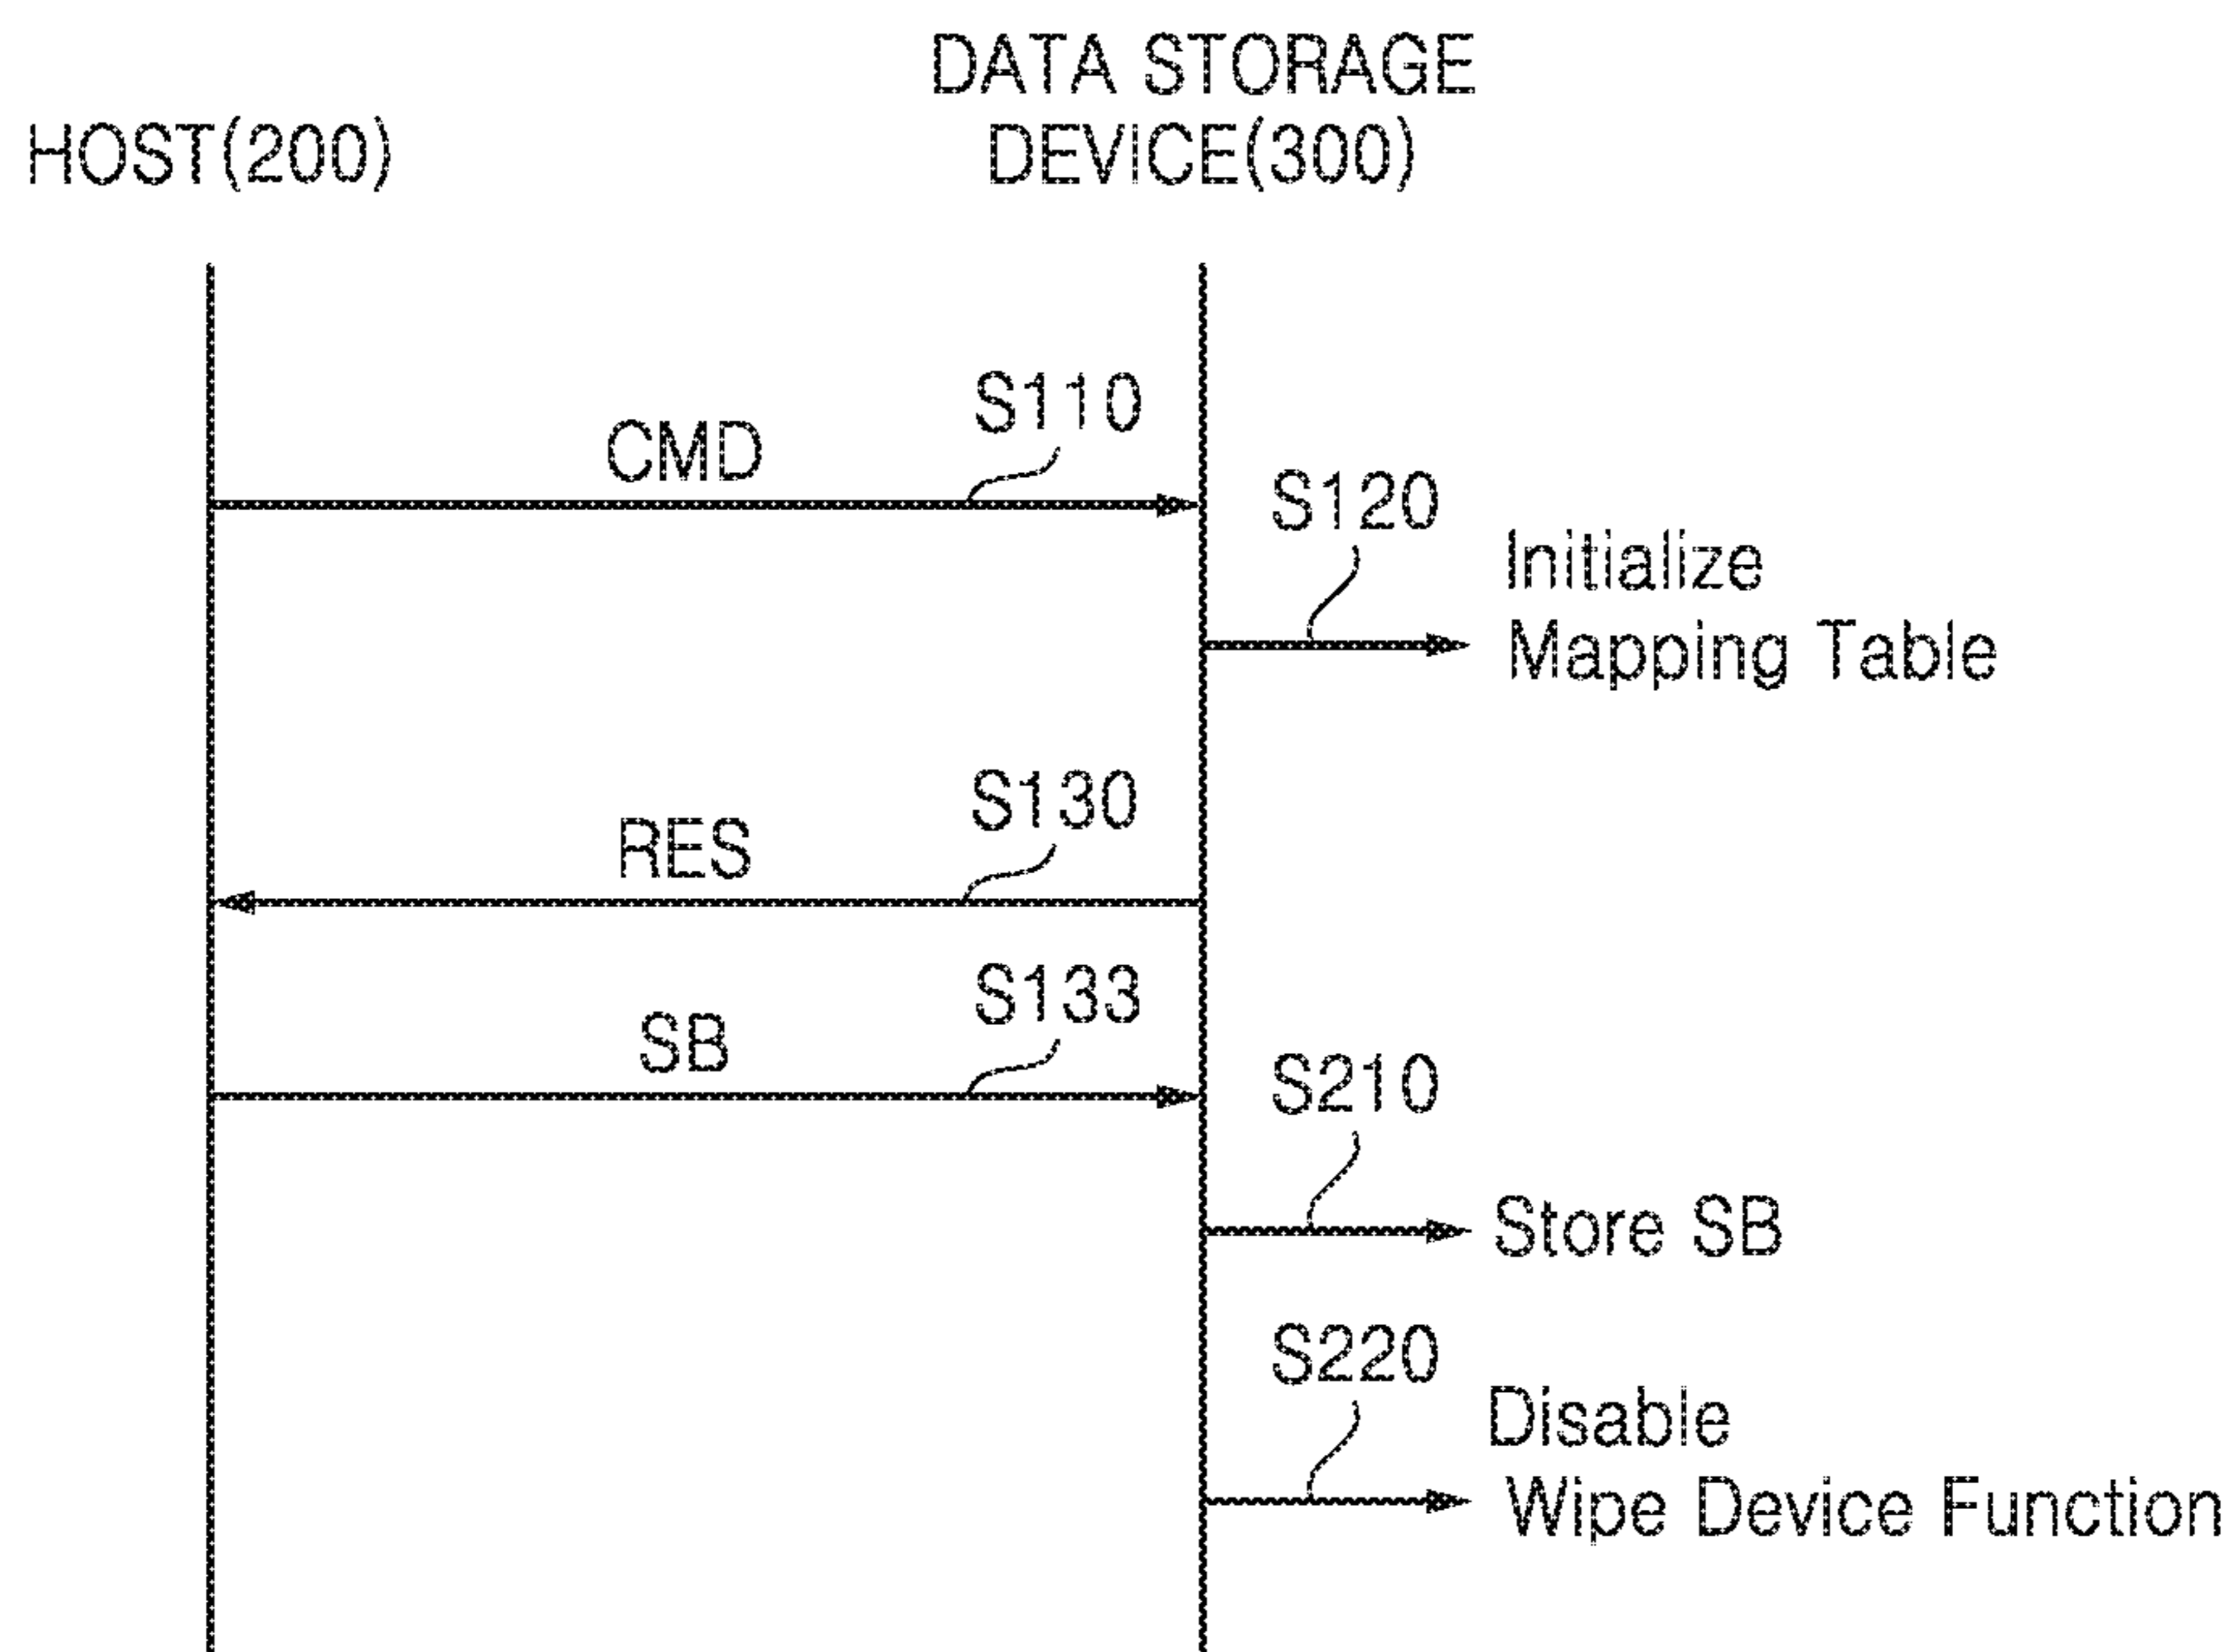 HOST(200)
DATA STORAGE
DEVICE(300)
S110
CMD
S120
Initialize
Mapping Table
S130
RES
S133
SB
S210
Store SB
S220
Disable
Wipe Device Function